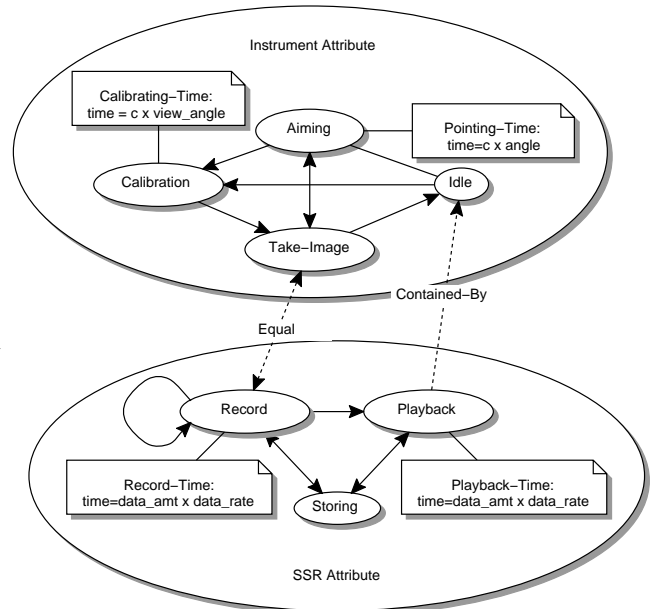 Instrument Attribute
Calibrating–Time:
time = c x view_angle
Aiming
Pointing–Time:
time=c x angle
Calibration
Idle
Take–Image
Contained–By
Equal
Record
Playback
Record–Time:
time=data_amt x data_rate
Playback–Time:
time=data_amt x data_rate
Storing
SSR Attribute